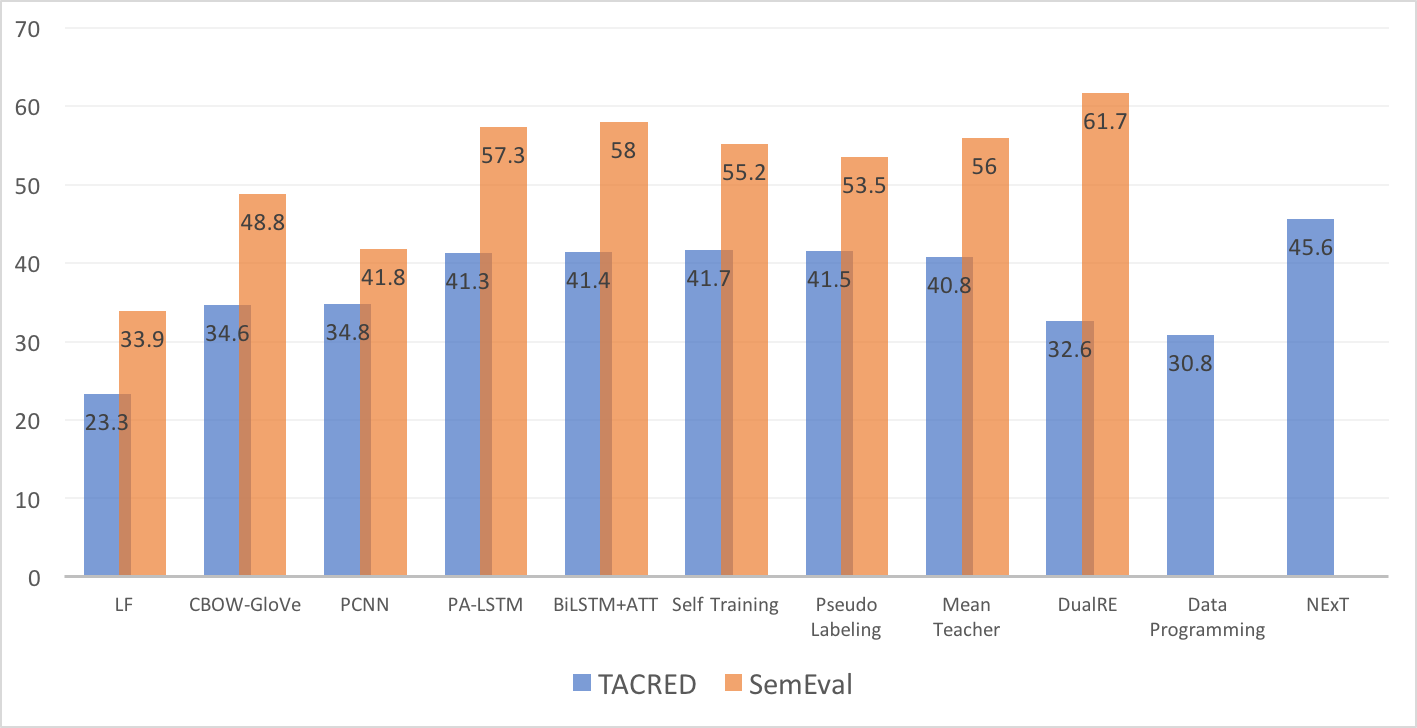 70
60
50
40
30
20
10
0
23.3
33.9
34.6
48.8
34.8
41.8
41.3
57.3
41.4
58
41.7
55.2
41.5
53.5
40.8
56
32.6
61.7
30.8
45.6
LF
CBOW-GloVe
PCNN
PA-LSTM
BiLSTM+ATT
Self Training
Pseudo
Labeling
Mean
Teacher
DualRE
Data
Programming
NExT
TACRED
SemEval